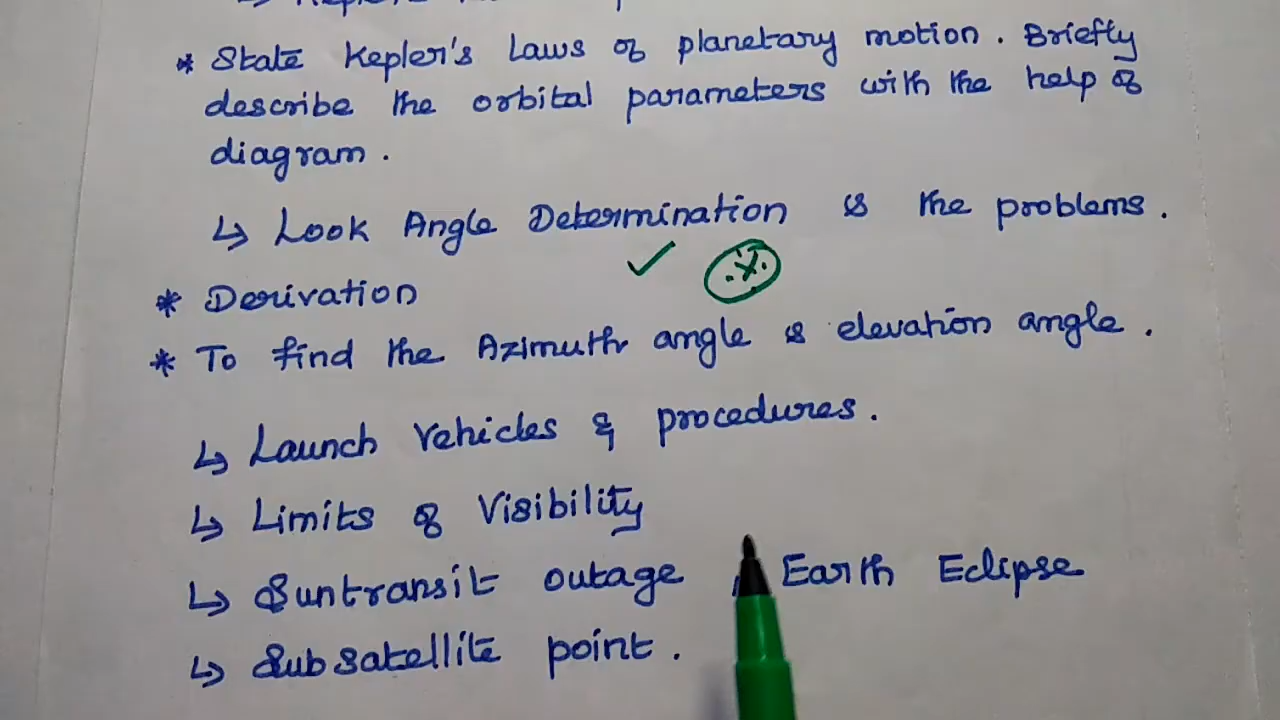 * State Kepler's Laws of planetary motion. Briefly
describe the orbital parameters with the help of
diagram.
↳ Look Angle Determination & the problems.
* Derivation
* To find the Azimuth angle & elevation angle.
↳ Launch Vehicles & procedures.
↳ Limits of Visibility
↳ Suntransit outage, Earth Eclipse
↳ Subsatellite point.